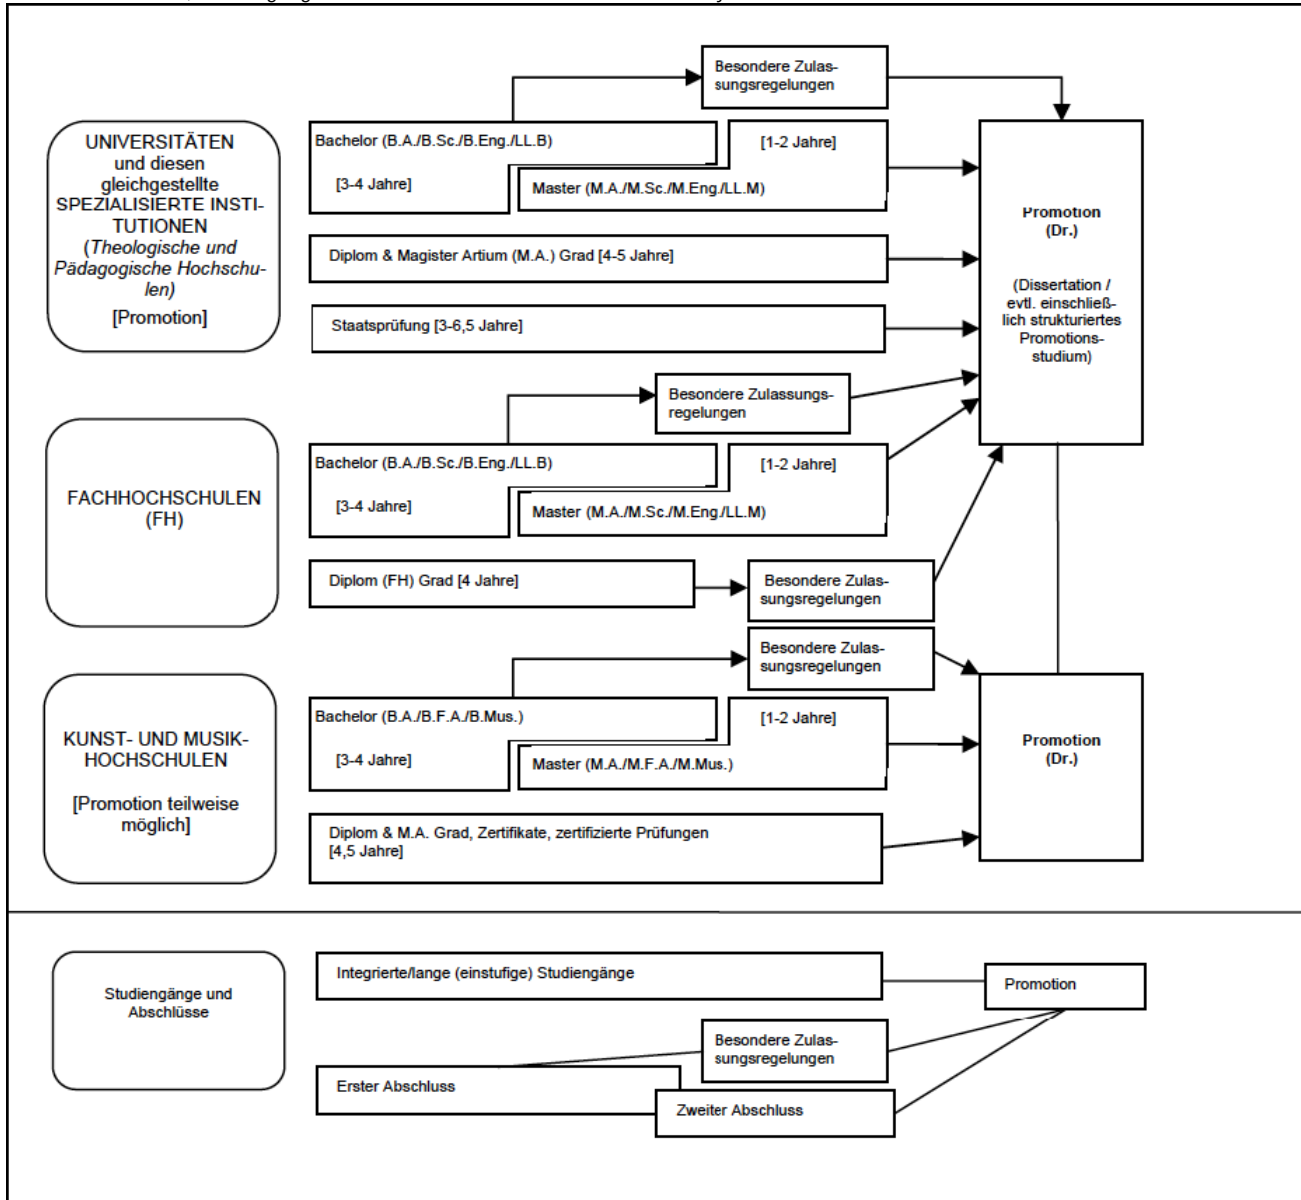 Besondere Zulas-
sungsregelungen
UNIVERSITÄTEN
und diesen
gleichgestellte
SPEZIALISIERTE INSTI-
TUTIONEN
(Theologische und
Pädagogische Hochschu-
len)
[Promotion]
Bachelor (B.A./B.Sc./B.Eng./LL.B)
[3-4 Jahre]
[1-2 Jahre]
Master (M.A./M.Sc./M.Eng./LL.M)
Diplom & Magister Artium (M.A.) Grad [4-5 Jahre]
Staatsprüfung [3-6,5 Jahre]
Promotion
(Dr.)
(Dissertation /
evtl. einschließ-
lich strukturiertes
Promotions-
studium)
Besondere Zulassungs-
regelungen
FACHHOCHSCHULEN
(FH)
Bachelor (B.A./B.Sc./B.Eng./LL.B)
[3-4 Jahre]
[1-2 Jahre]
Master (M.A./M.Sc./M.Eng./LL.M)
Diplom (FH) Grad [4 Jahre]
Besondere Zulas-
sungsregelungen
Besondere Zulas-
sungsregelungen
KUNST- UND MUSIK-
HOCHSCHULEN
[Promotion teilweise
möglich]
Bachelor (B.A./B.F.A./B.Mus.)
[3-4 Jahre]
[1-2 Jahre]
Master (M.A./M.F.A./M.Mus.)
Diplom & M.A. Grad, Zertifikate, zertifizierte Prüfungen
[4,5 Jahre]
Promotion
(Dr.)
Studiengänge und
Abschlüsse
Integrierte/lange (einstufige) Studiengänge
Promotion
Besondere Zulas-
sungsregelungen
Erster Abschluss
Zweiter Abschluss